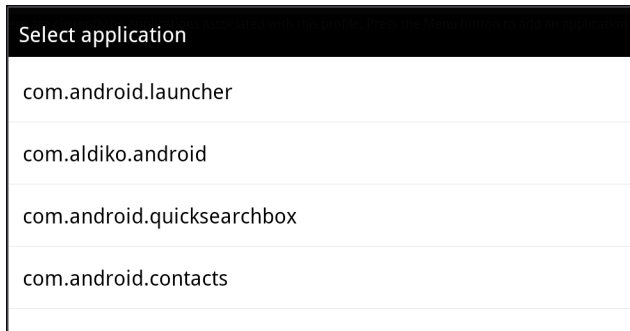 Select application
com.android.launcher
com.aldiko.android
com.android.quicksearchbox
com.android.contacts